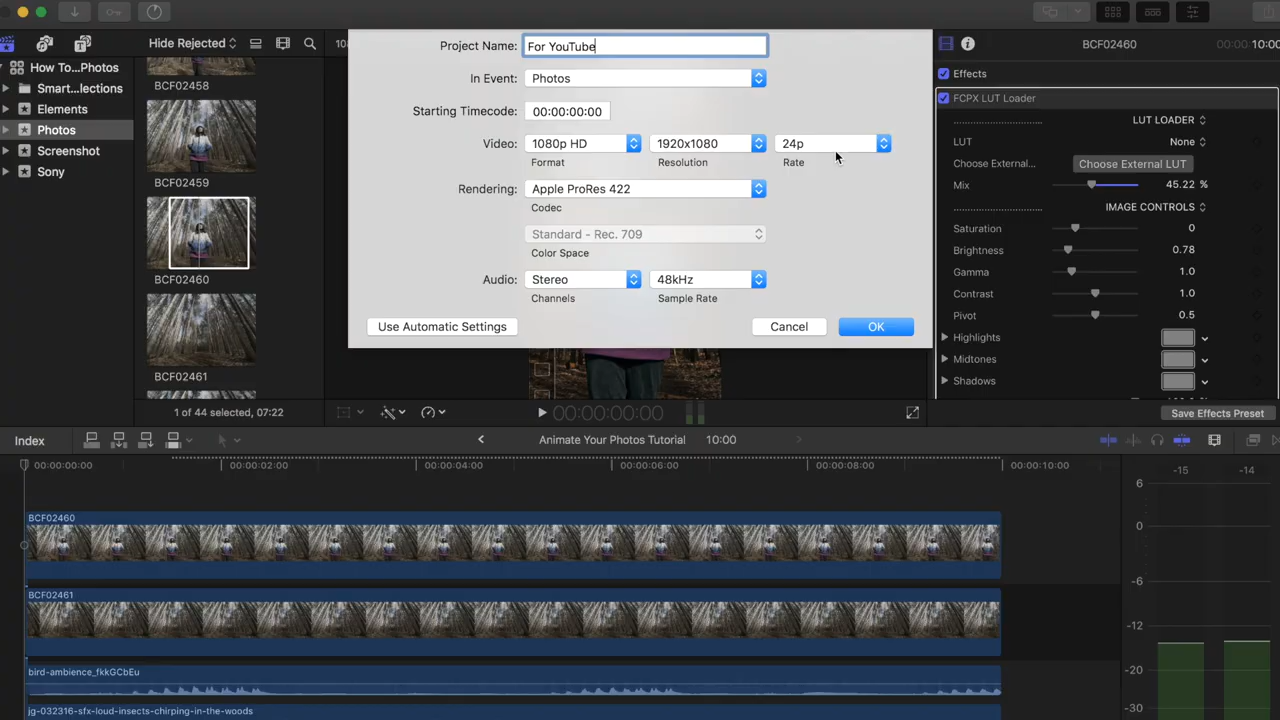 Project Name: For YouTube
In Event: Photos
Starting Timecode: 00:00:00:00
Video: 1080p HD 1920x1080 24p
Format Resolution Rate
Rendering: Apple ProRes 422
Codec
Standard - Rec. 709
Color Space
Audio: Stereo 48kHz
Channels Sample Rate
Use Automatic Settings Cancel OK
Hide Rejected
How To...Photos
Smart...llections
Elements
Photos
Screenshot
Sony
BCF02458
BCF02459
BCF02460
BCF02461
1 of 44 selected, 07:22
00:00:00:00
BCF02460 00:00 10:00
Effects
FCPX LUT Loader
LUT LOADER
LUT None
Choose External... Choose External LUT
Mix 45.22 %
IMAGE CONTROLS
Saturation 0
Brightness 0.78
Gamma 1.0
Contrast 1.0
Pivot 0.5
Highlights
Midtones
Shadows
Save Effects Preset
Index Animate Your Photos Tutorial 10:00
00:00:00:00 00:00:02:00 00:00:04:00 00:00:06:00 00:00:08:00 00:00:10:00
BCF02460
BCF02461
bird-ambience_fkkGCbEu
jg-032316-sfx-loud-insects-chirping-in-the-woods
-15 -14
6
0
-6
-12
-20
-30